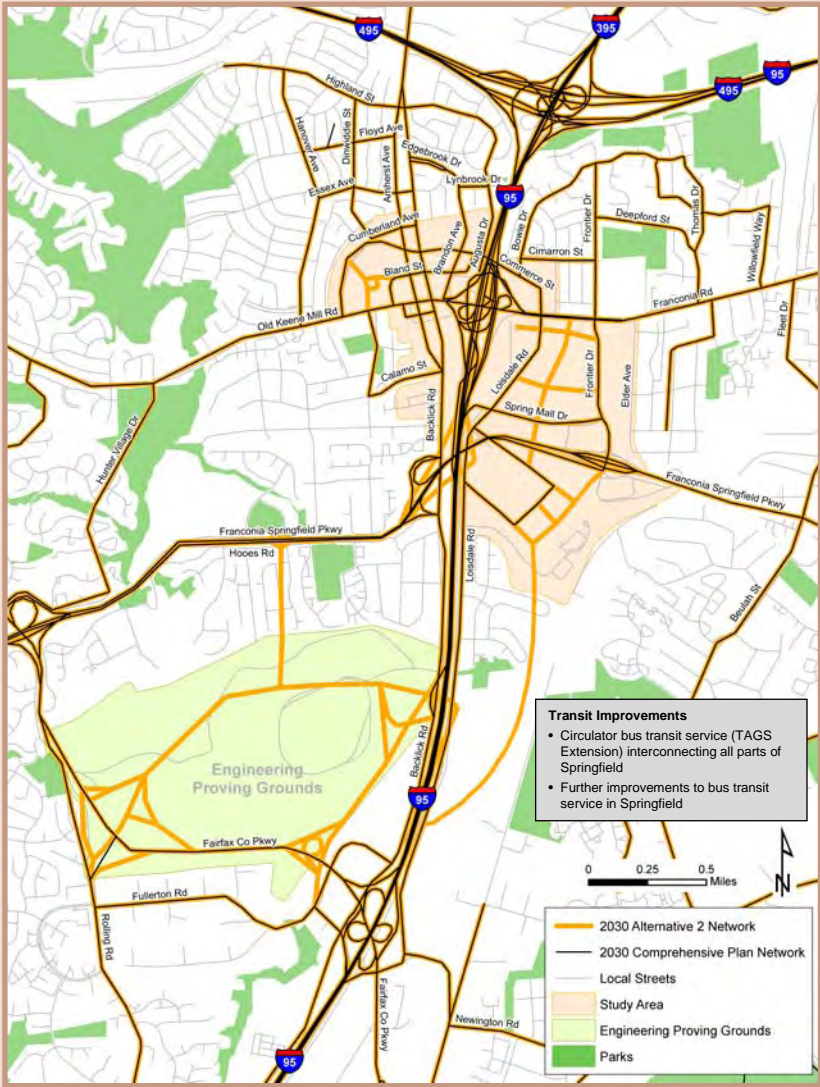 495
395
95
495
95
Highland St
Hanover Ave
Dinwiddie St
Floyd Ave
Edgebrook Dr
Amherst Ave
Essex Ave
Lynbrook Dr
Cumberland Ave
Brandon Ave
Augusta Dr
Bowie Dr
Frontier Dr
Deepford St
Thomas Dr
Willowfield Way
Cimarron St
Commerce St
Bland St
Franconia Rd
Old Keene Mill Rd
Calamo St
Backlick Rd
Loisdale Rd
Frontier Dr
Elder Ave
Fleet Dr
Spring Mall Dr
Hunter Village Dr
Franconia Springfield Pkwy
Franconia Springfield Pkwy
Hooes Rd
Loisdale Rd
Beulah St
Transit Improvements
• Circulator bus transit service (TAGS
Extension) interconnecting all parts of
Springfield
• Further improvements to bus transit
service in Springfield
Engineering
Proving Grounds
Backlick Rd
95
Fairfax Co Pkwy
Fullerton Rd
Rolling Rd
Fairfax Co Pkwy
Newington Rd
95
0 0.25 0.5
Miles
N
2030 Alternative 2 Network
2030 Comprehensive Plan Network
Local Streets
Study Area
Engineering Proving Grounds
Parks